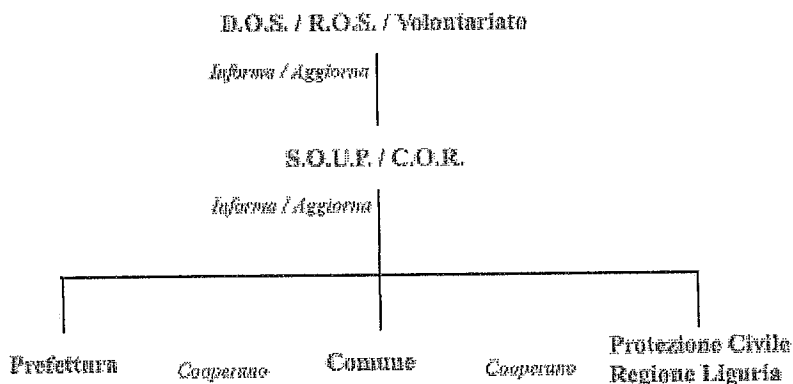 D.O.S. / R.O.S. / Volontariato
Informa / Aggiorna
S.O.U.P. / C.O.R.
Informa / Aggiorna
Prefettura Cooperano Comune Cooperano Protezione Civile
Regione Liguria